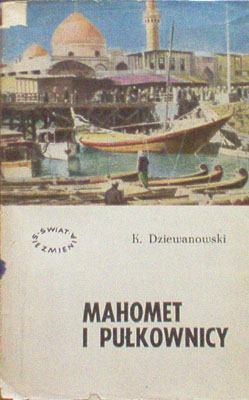 ŚWIAT
SIĘ ZMIENIA
K. Dziewanowski
MAHOMET
I PUŁKOWNICY